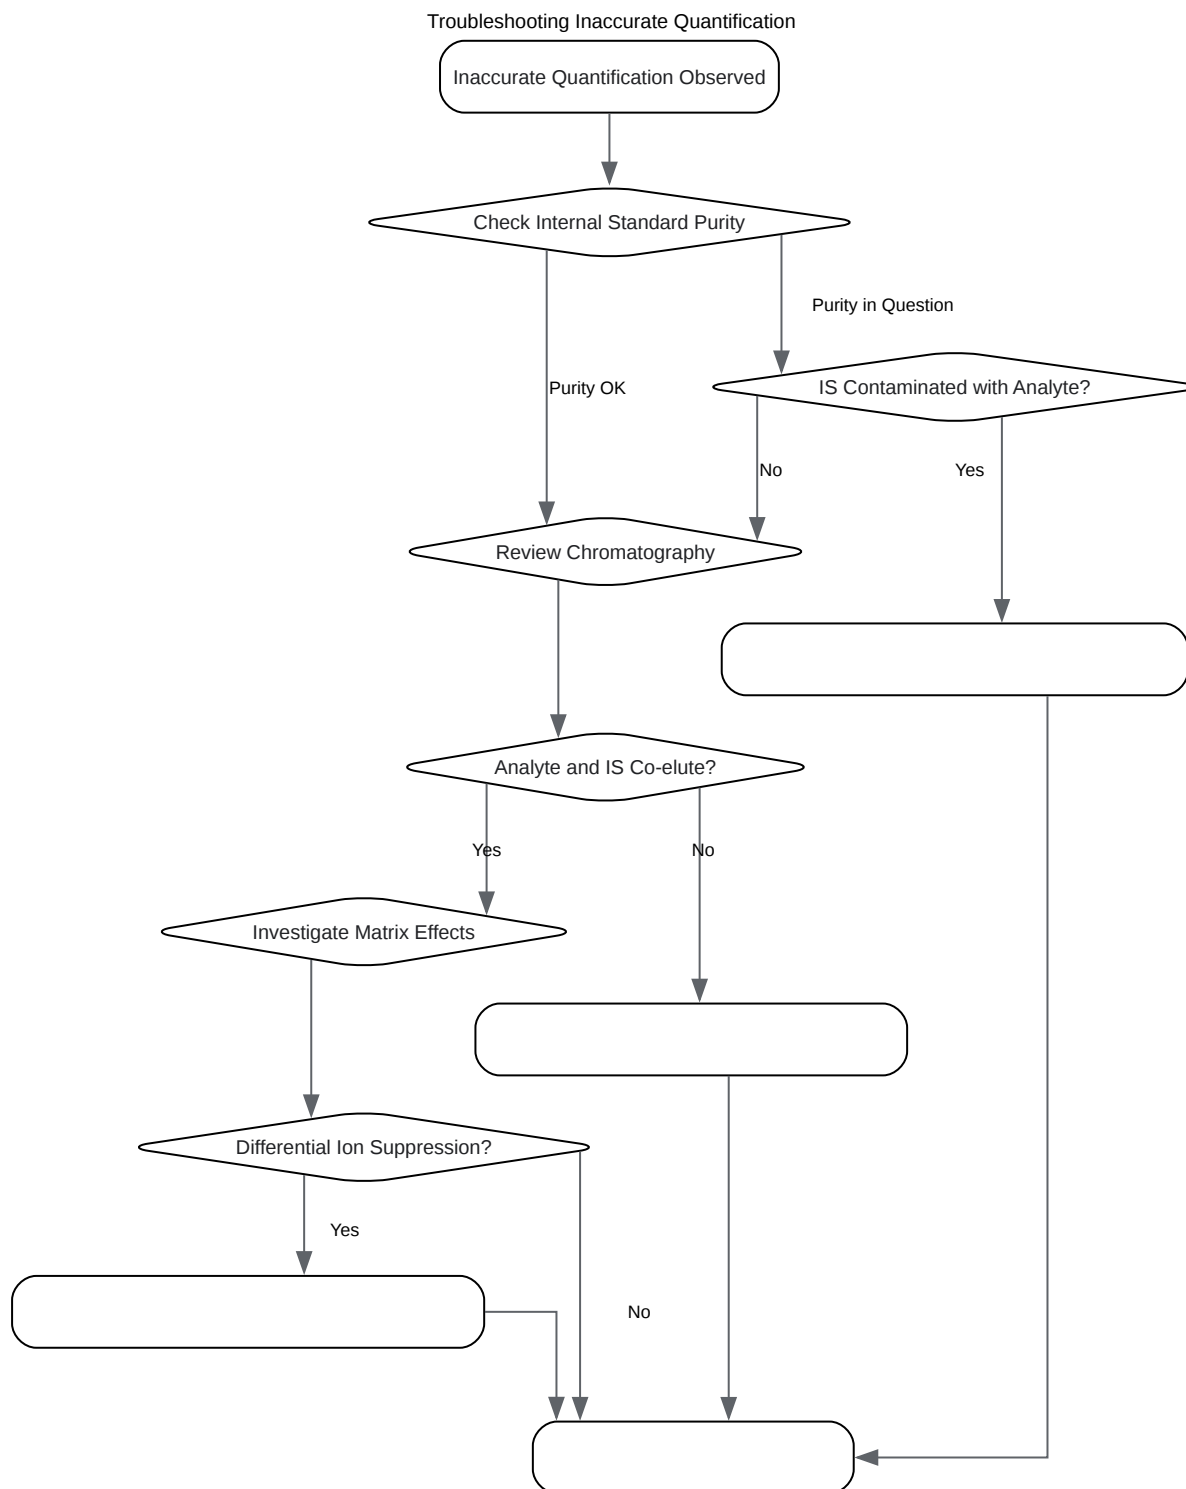 Troubleshooting Inaccurate Quantification
Inaccurate Quantification Observed
Check Internal Standard Purity
Purity in Question
Purity OK
IS Contaminated with Analyte?
No
Yes
Review Chromatography
Analyte and IS Co-elute?
Yes
No
Investigate Matrix Effects
Differential Ion Suppression?
Yes
No